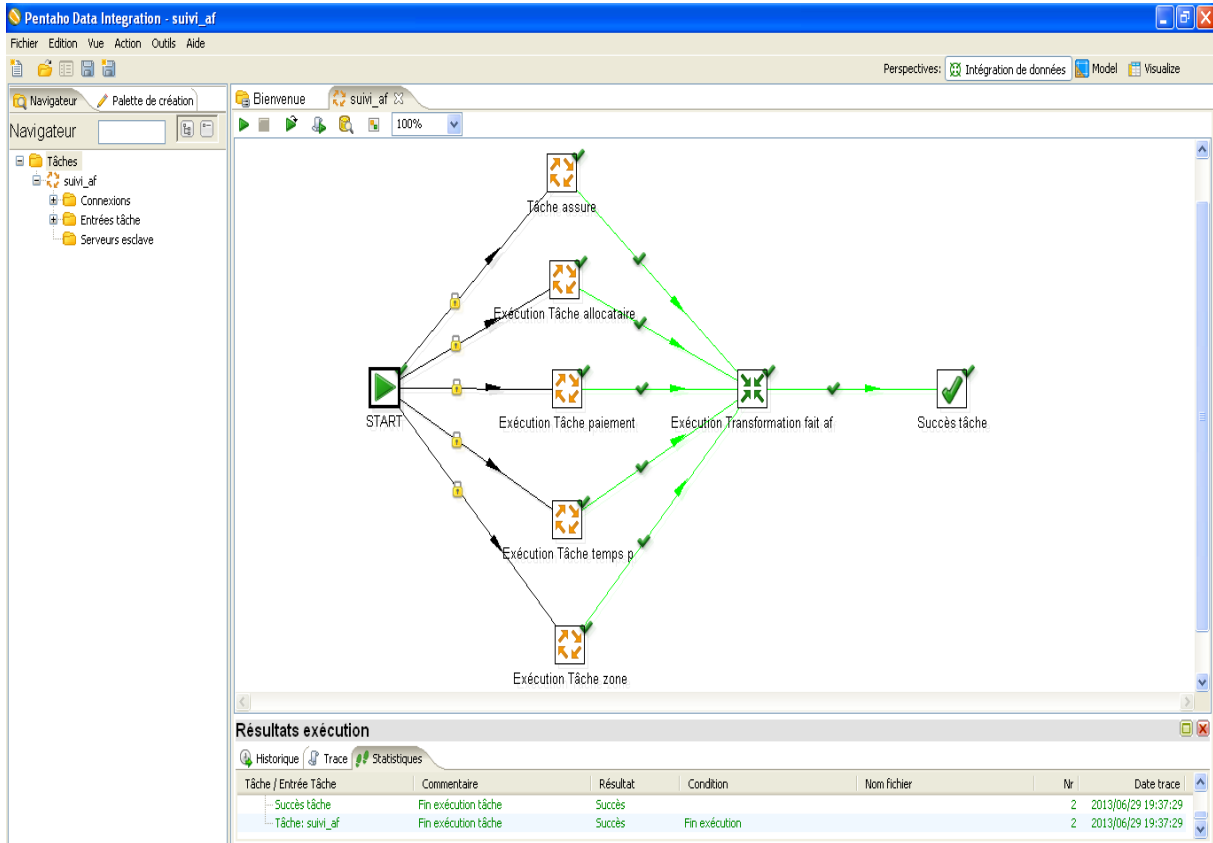 Pentaho Data Integration - suivi_af
Fichier Edition Vue Action Outils Aide
Perspectives: Intégration de données Model Visualize
Navigateur Palette de création
Bienvenue suivi_af
Navigateur
100%
Tâches
suivi_af
Connexions
Entrées tâche
Serveurs esclave
Tâche assure
Exécution Tâche allocataire
START
Exécution Tâche paiement
Exécution Transformation fait af
Succès tâche
Exécution Tâche temps p
Exécution Tâche zone
Résultats exécution
Historique Trace Statistiques
Tâche / Entrée Tâche Commentaire Résultat Condition Nom fichier Nr Date trace
Succès tâche Fin exécution tâche Succès 2 2013/06/29 19:37:29
Tâche: suivi_af Fin exécution tâche Succès Fin exécution 2 2013/06/29 19:37:29